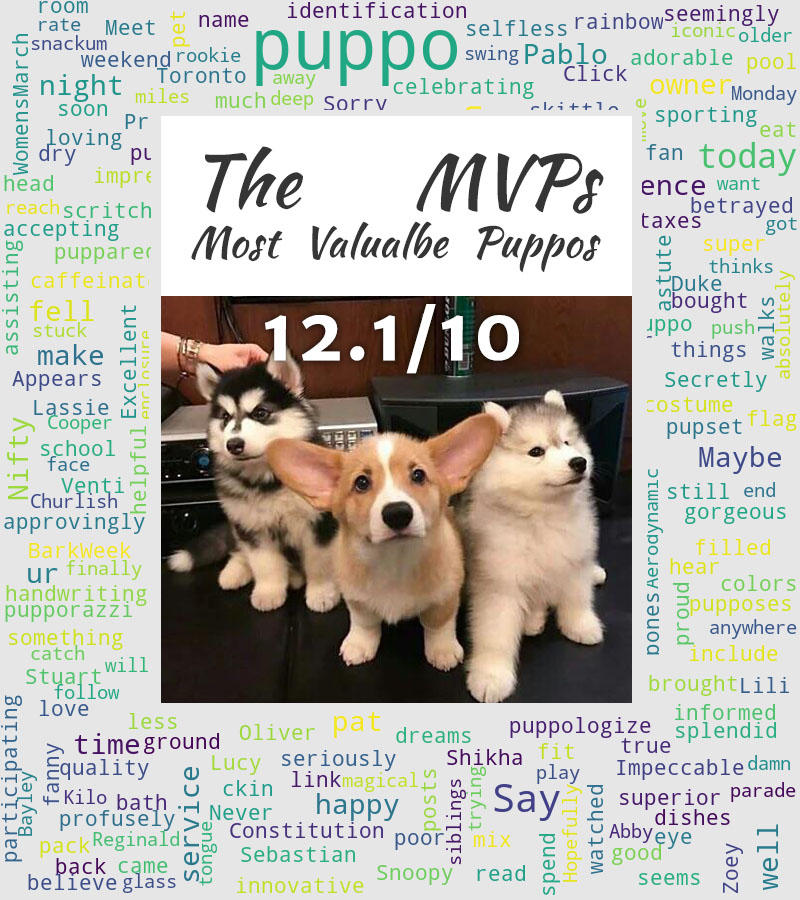 room
identification
seemingly
rate
Meet
pet
name
puppo
selfless
rainbow
iconic
older
snackum
weekend
rookie
swing
Pablo
adorable
pool
night
Toronto
away
celebrating
Click
owner
Monday
WomensMarch
soon
miles
much
deep
Sorry
skittle
move
sporting
loving
Pr
eat
dry
pu
fan
today
The MVPs
head
impre
ence
want
reach
scritch
betrayed
accepting
taxes
got
Most Valualbe Puppos
assisting
puppared
astute
super
thinks
caffeinat
Duke
bought
walks
absolutely
fell
stuck
12.1/10
uppo
push
make
Excellent
enclosure
things
Appears
Secretly
Lassie
costume
flag
Nifty
Cooper
pupset
school
helpful
face
Maybe
Venti
Churlish
still
end
approvingly
Aerodynamic
gorgeous
BarkWeek
filled
ur
finally
hear
handwriting
colors
pupporazzi
pones
proud
pupposes
something
anywhere
catch
include
Stuart
will
follow
brought
Lili
love
informed
participating
less
pat
splendid
time
ground
Oliver
dreams
puppologize
true
fanny
quality
Lucy
seriously
Shikha
fit
Impeccable
damn
Bayley
Kilo
bath
service
ckin
link
magical
posts
siblings
trying
play
Say
superior
parade
profusely
Never
happy
Hopefully
watched
dishes
pack
Reginald
tongue
Constitution
poor
mix
Abby
eye
back
came
Sebastian
good
well
believe
glass
innovative
Snoopy
read
spend
seems
Zoey